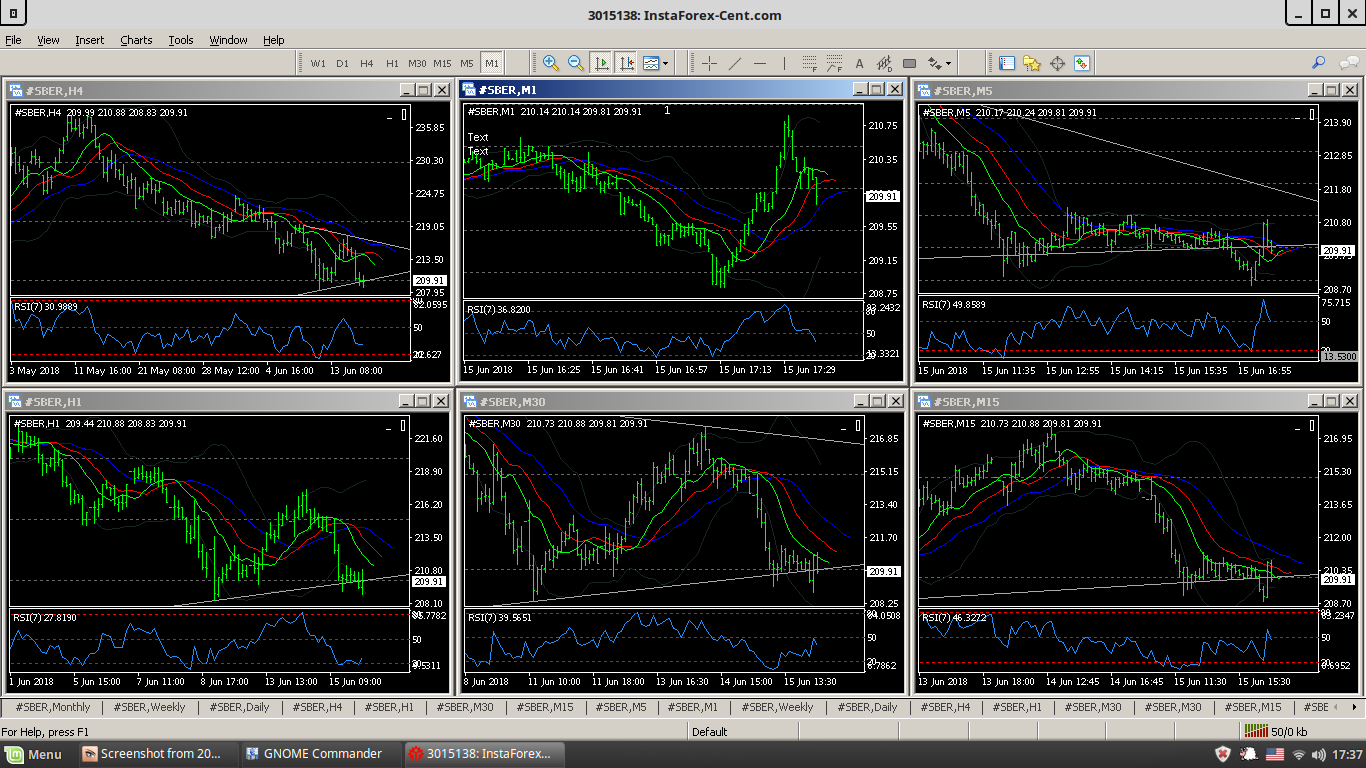 3015138: InstaForex-Cent.com
File View Insert Charts Tools Window Help
W1 D1 H4 H1 M30 M15 M5 M1
#SBER,H4
#SBER,H4 209.99 210.88 208.83 209.91
235.85
230.30
224.75
219.05
213.50
209.91
207.95
RSI(7) 30.9889
82.0595
50
3 May 2018 11 May 16:00 21 May 08:00 28 May 12:00 4 Jun 16:00 13 Jun 08:00
#SBER,M1
#SBER,M1 210.14 210.14 209.81 209.91
1
Text
Text
210.75
210.35
209.91
209.55
209.15
208.75
RSI(7) 36.8200
50
13.3321
15 Jun 2018 15 Jun 16:25 15 Jun 16:41 15 Jun 16:57 15 Jun 17:13 15 Jun 17:29
#SBER,M5
#SBER,M5 210.17 210.24 209.81 209.91
213.90
212.85
211.80
210.80
209.91
208.70
RSI(7) 49.8589
75.715
50
13.5300
15 Jun 2018 15 Jun 11:35 15 Jun 12:55 15 Jun 14:15 15 Jun 15:35 15 Jun 16:55
#SBER,H1
#SBER,H1 209.44 210.88 208.83 209.91
221.60
218.90
216.20
213.50
210.80
209.91
208.10
RSI(7) 27.8190
50
1 Jun 2018 5 Jun 15:00 7 Jun 11:00 8 Jun 17:00 13 Jun 13:00 15 Jun 09:00
#SBER,M30
#SBER,M30 210.73 210.88 209.81 209.91
216.85
215.15
213.40
211.70
209.91
208.25
RSI(7) 39.5651
50
8 Jun 2018 11 Jun 10:00 11 Jun 18:00 13 Jun 16:30 14 Jun 15:00 15 Jun 13:30
#SBER,M15
#SBER,M15 210.73 210.88 209.81 209.91
216.95
215.30
213.65
212.00
210.35
209.91
208.70
RSI(7) 46.3272
50
13 Jun 2018 13 Jun 18:00 14 Jun 12:45 14 Jun 16:45 15 Jun 11:30 15 Jun 15:30
#SBER,Monthly #SBER,Weekly #SBER,Daily #SBER,H4 #SBER,H1 #SBER,M30 #SBER,M15 #SBER,M5 #SBER,M1 #SBER,Weekly #SBER,Daily #SBER,H4 #SBER,H1 #SBER,M30 #SBER,M30 #SBER,M15 #SBE
For Help, press F1 Default 50/0 kb
Menu Screenshot from 20... GNOME Commander 3015138: InstaForex... 17:37